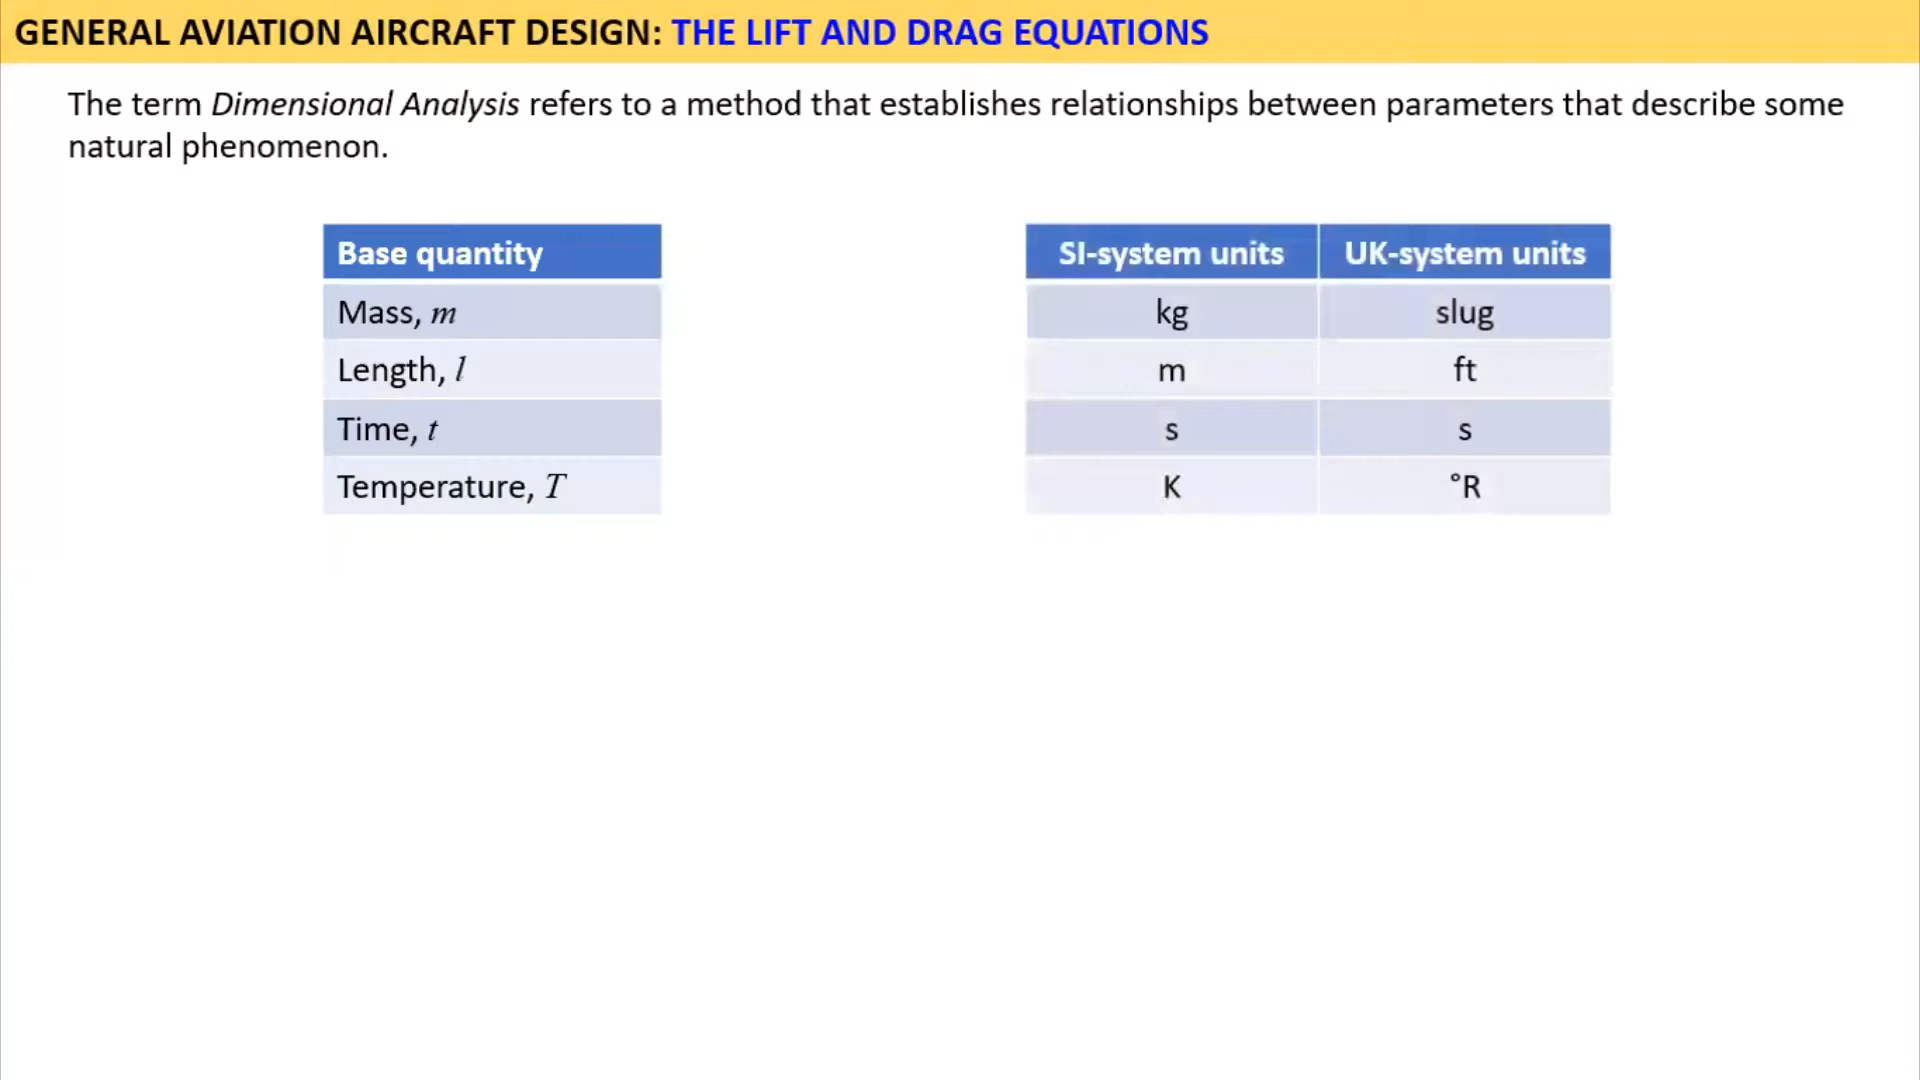 GENERAL AVIATION AIRCRAFT DESIGN: THE LIFT AND DRAG EQUATIONS
The term Dimensional Analysis refers to a method that establishes relationships between parameters that describe some
natural phenomenon.
Base quantity
Mass, m
Length, l
Time, t
Temperature, T
SI-system units UK-system units
kg slug
m ft
s s
K °R